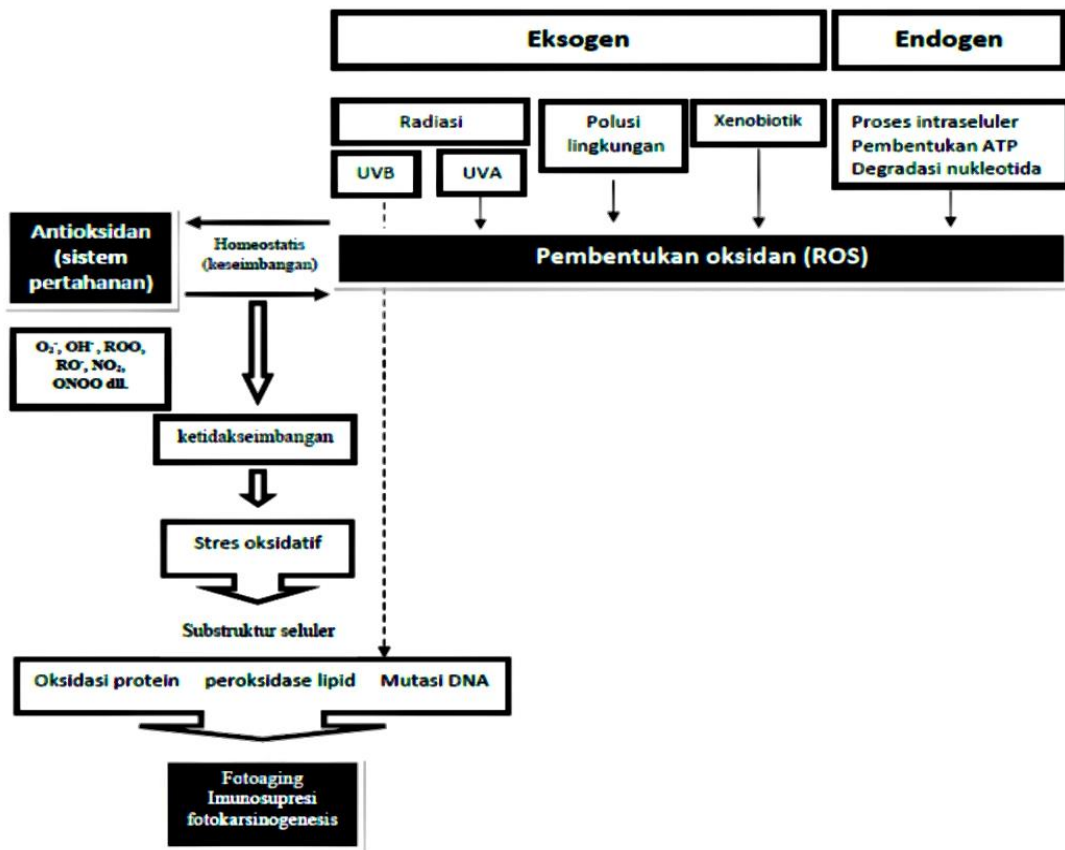 Eksogen
Endogen
Radiasi
UVB
UVA
Polusi
lingkungan
Xenobiotik
Proses intraseluler
Pembentukan ATP
Degradasi nukleotida
Antioksidan
(sistem
pertahanan)
Homeostatis
(keseimbangan)
Pembentukan oksidan (ROS)
O₂⁻, OH⁻, ROO,
RO⁻, NO₂,
ONOO dll.
ketidakseimbangan
Stres oksidatif
Substruktur seluler
Oksidasi protein peroksidase lipid Mutasi DNA
Fotoaging
Imunosupresi
fotokarsinogenesis